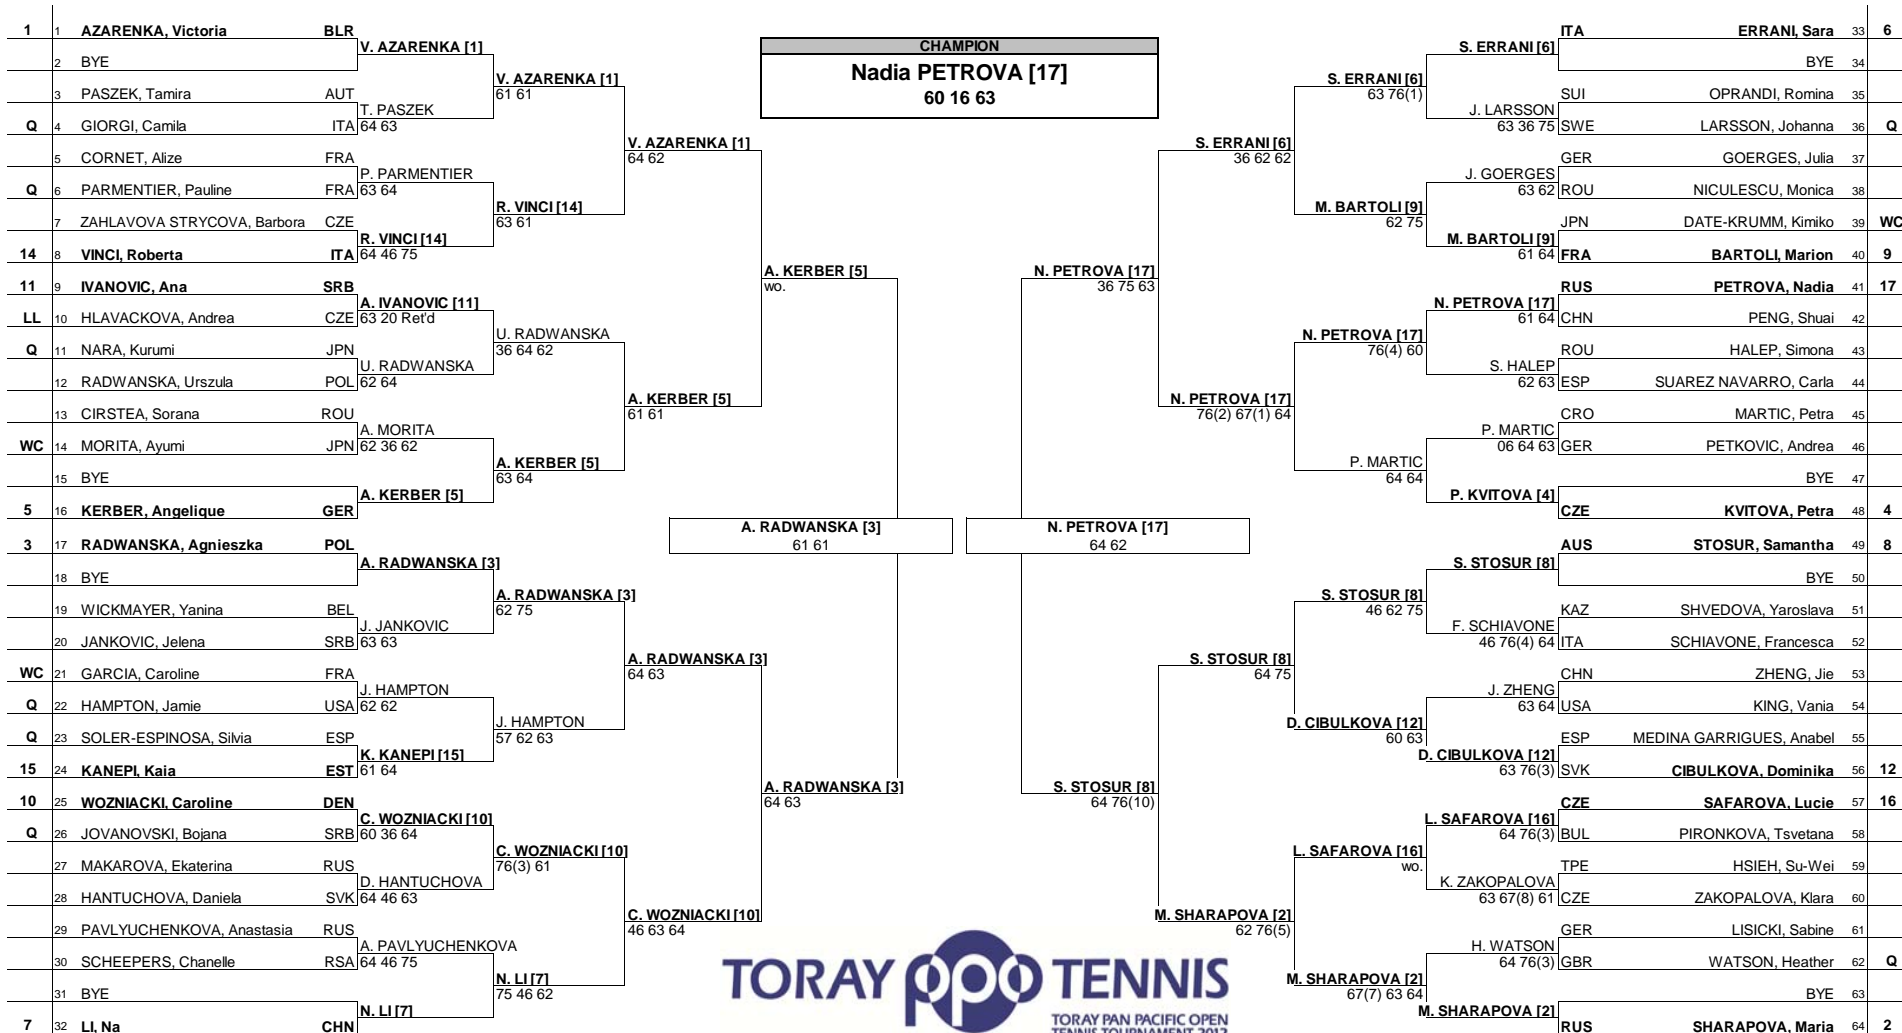 1 1 AZARENKA, Victoria BLR
2 BYE
3 PASZEK, Tamira AUT
Q 4 GIORGI, Camila ITA
5 CORNET, Alize FRA
Q 6 PARMENTIER, Pauline FRA
7 ZAHLAVOVA STRYCOVA, Barbora CZE
14 8 VINCI, Roberta ITA
11 9 IVANOVIC, Ana SRB
LL 10 HLAVACKOVA, Andrea CZE
Q 11 NARA, Kurumi JPN
12 RADWANSKA, Urszula POL
13 CIRSTEA, Sorana ROU
WC 14 MORITA, Ayumi JPN
15 BYE
5 16 KERBER, Angelique GER
3 17 RADWANSKA, Agnieszka POL
18 BYE
19 WICKMAYER, Yanina BEL
20 JANKOVIC, Jelena SRB
WC 21 GARCIA, Caroline FRA
Q 22 HAMPTON, Jamie USA
Q 23 SOLER-ESPINOSA, Silvia ESP
15 24 KANEPI, Kaia EST
10 25 WOZNIACKI, Caroline DEN
Q 26 JOVANOVSKI, Bojana SRB
27 MAKAROVA, Ekaterina RUS
28 HANTUCHOVA, Daniela SVK
29 PAVLYUCHENKOVA, Anastasia RUS
30 SCHEEPERS, Chanelle RSA
31 BYE
7 32 LI, Na CHN
V. AZARENKA [1]
T. PASZEK
64 63
P. PARMENTIER
63 64
R. VINCI [14]
64 46 75
A. IVANOVIC [11]
63 20 Ret'd
U. RADWANSKA
62 64
A. MORITA
62 36 62
A. KERBER [5]
A. RADWANSKA [3]
J. JANKOVIC
63 63
J. HAMPTON
62 62
K. KANEPI [15]
61 64
C. WOZNIACKI [10]
60 36 64
D. HANTUCHOVA
64 46 63
A. PAVLYUCHENKOVA
64 46 75
N. LI [7]
V. AZARENKA [1]
61 61
R. VINCI [14]
63 61
U. RADWANSKA
36 64 62
A. KERBER [5]
63 64
A. RADWANSKA [3]
62 75
J. HAMPTON
57 62 63
C. WOZNIACKI [10]
76(3) 61
N. LI [7]
75 46 62
V. AZARENKA [1]
64 62
A. KERBER [5]
61 61
A. RADWANSKA [3]
64 63
C. WOZNIACKI [10]
46 63 64
A. KERBER [5]
wo.
A. RADWANSKA [3]
64 63
A. RADWANSKA [3]
61 61
CHAMPION
Nadia PETROVA [17]
60 16 63
N. PETROVA [17]
64 62
N. PETROVA [17]
36 75 63
S. STOSUR [8]
64 76(10)
S. ERRANI [6]
36 62 62
N. PETROVA [17]
76(2) 67(1) 64
S. STOSUR [8]
64 75
M. SHARAPOVA [2]
62 76(5)
S. ERRANI [6]
63 76(1)
M. BARTOLI [9]
62 75
N. PETROVA [17]
76(4) 60
P. MARTIC
64 64
S. STOSUR [8]
46 62 75
D. CIBULKOVA [12]
60 63
L. SAFAROVA [16]
wo.
M. SHARAPOVA [2]
67(7) 63 64
S. ERRANI [6]
J. LARSSON
63 36 75
J. GOERGES
63 62
M. BARTOLI [9]
61 64
N. PETROVA [17]
61 64
S. HALEP
62 63
P. MARTIC
06 64 63
P. KVITOVA [4]
S. STOSUR [8]
F. SCHIAVONE
46 76(4) 64
J. ZHENG
63 64
D. CIBULKOVA [12]
63 76(3)
L. SAFAROVA [16]
64 76(3)
K. ZAKOPALOVA
63 67(8) 61
H. WATSON
64 76(3)
M. SHARAPOVA [2]
ITA ERRANI, Sara 33 6
BYE 34
SUI OPRANDI, Romina 35
SWE LARSSON, Johanna 36 Q
GER GOERGES, Julia 37
ROU NICULESCU, Monica 38
JPN DATE-KRUMM, Kimiko 39 WC
FRA BARTOLI, Marion 40 9
RUS PETROVA, Nadia 41 17
CHN PENG, Shuai 42
ROU HALEP, Simona 43
ESP SUAREZ NAVARRO, Carla 44
CRO MARTIC, Petra 45
GER PETKOVIC, Andrea 46
BYE 47
CZE KVITOVA, Petra 48 4
AUS STOSUR, Samantha 49 8
BYE 50
KAZ SHVEDOVA, Yaroslava 51
ITA SCHIAVONE, Francesca 52
CHN ZHENG, Jie 53
USA KING, Vania 54
ESP MEDINA GARRIGUES, Anabel 55
SVK CIBULKOVA, Dominika 56 12
CZE SAFAROVA, Lucie 57 16
BUL PIRONKOVA, Tsvetana 58
TPE HSIEH, Su-Wei 59
CZE ZAKOPALOVA, Klara 60
GER LISICKI, Sabine 61
GBR WATSON, Heather 62 Q
BYE 63
RUS SHARAPOVA, Maria 64 2
TORAY ppo TENNIS
TORAY PAN PACIFIC OPEN
TENNIS TOURNAMENT 2012